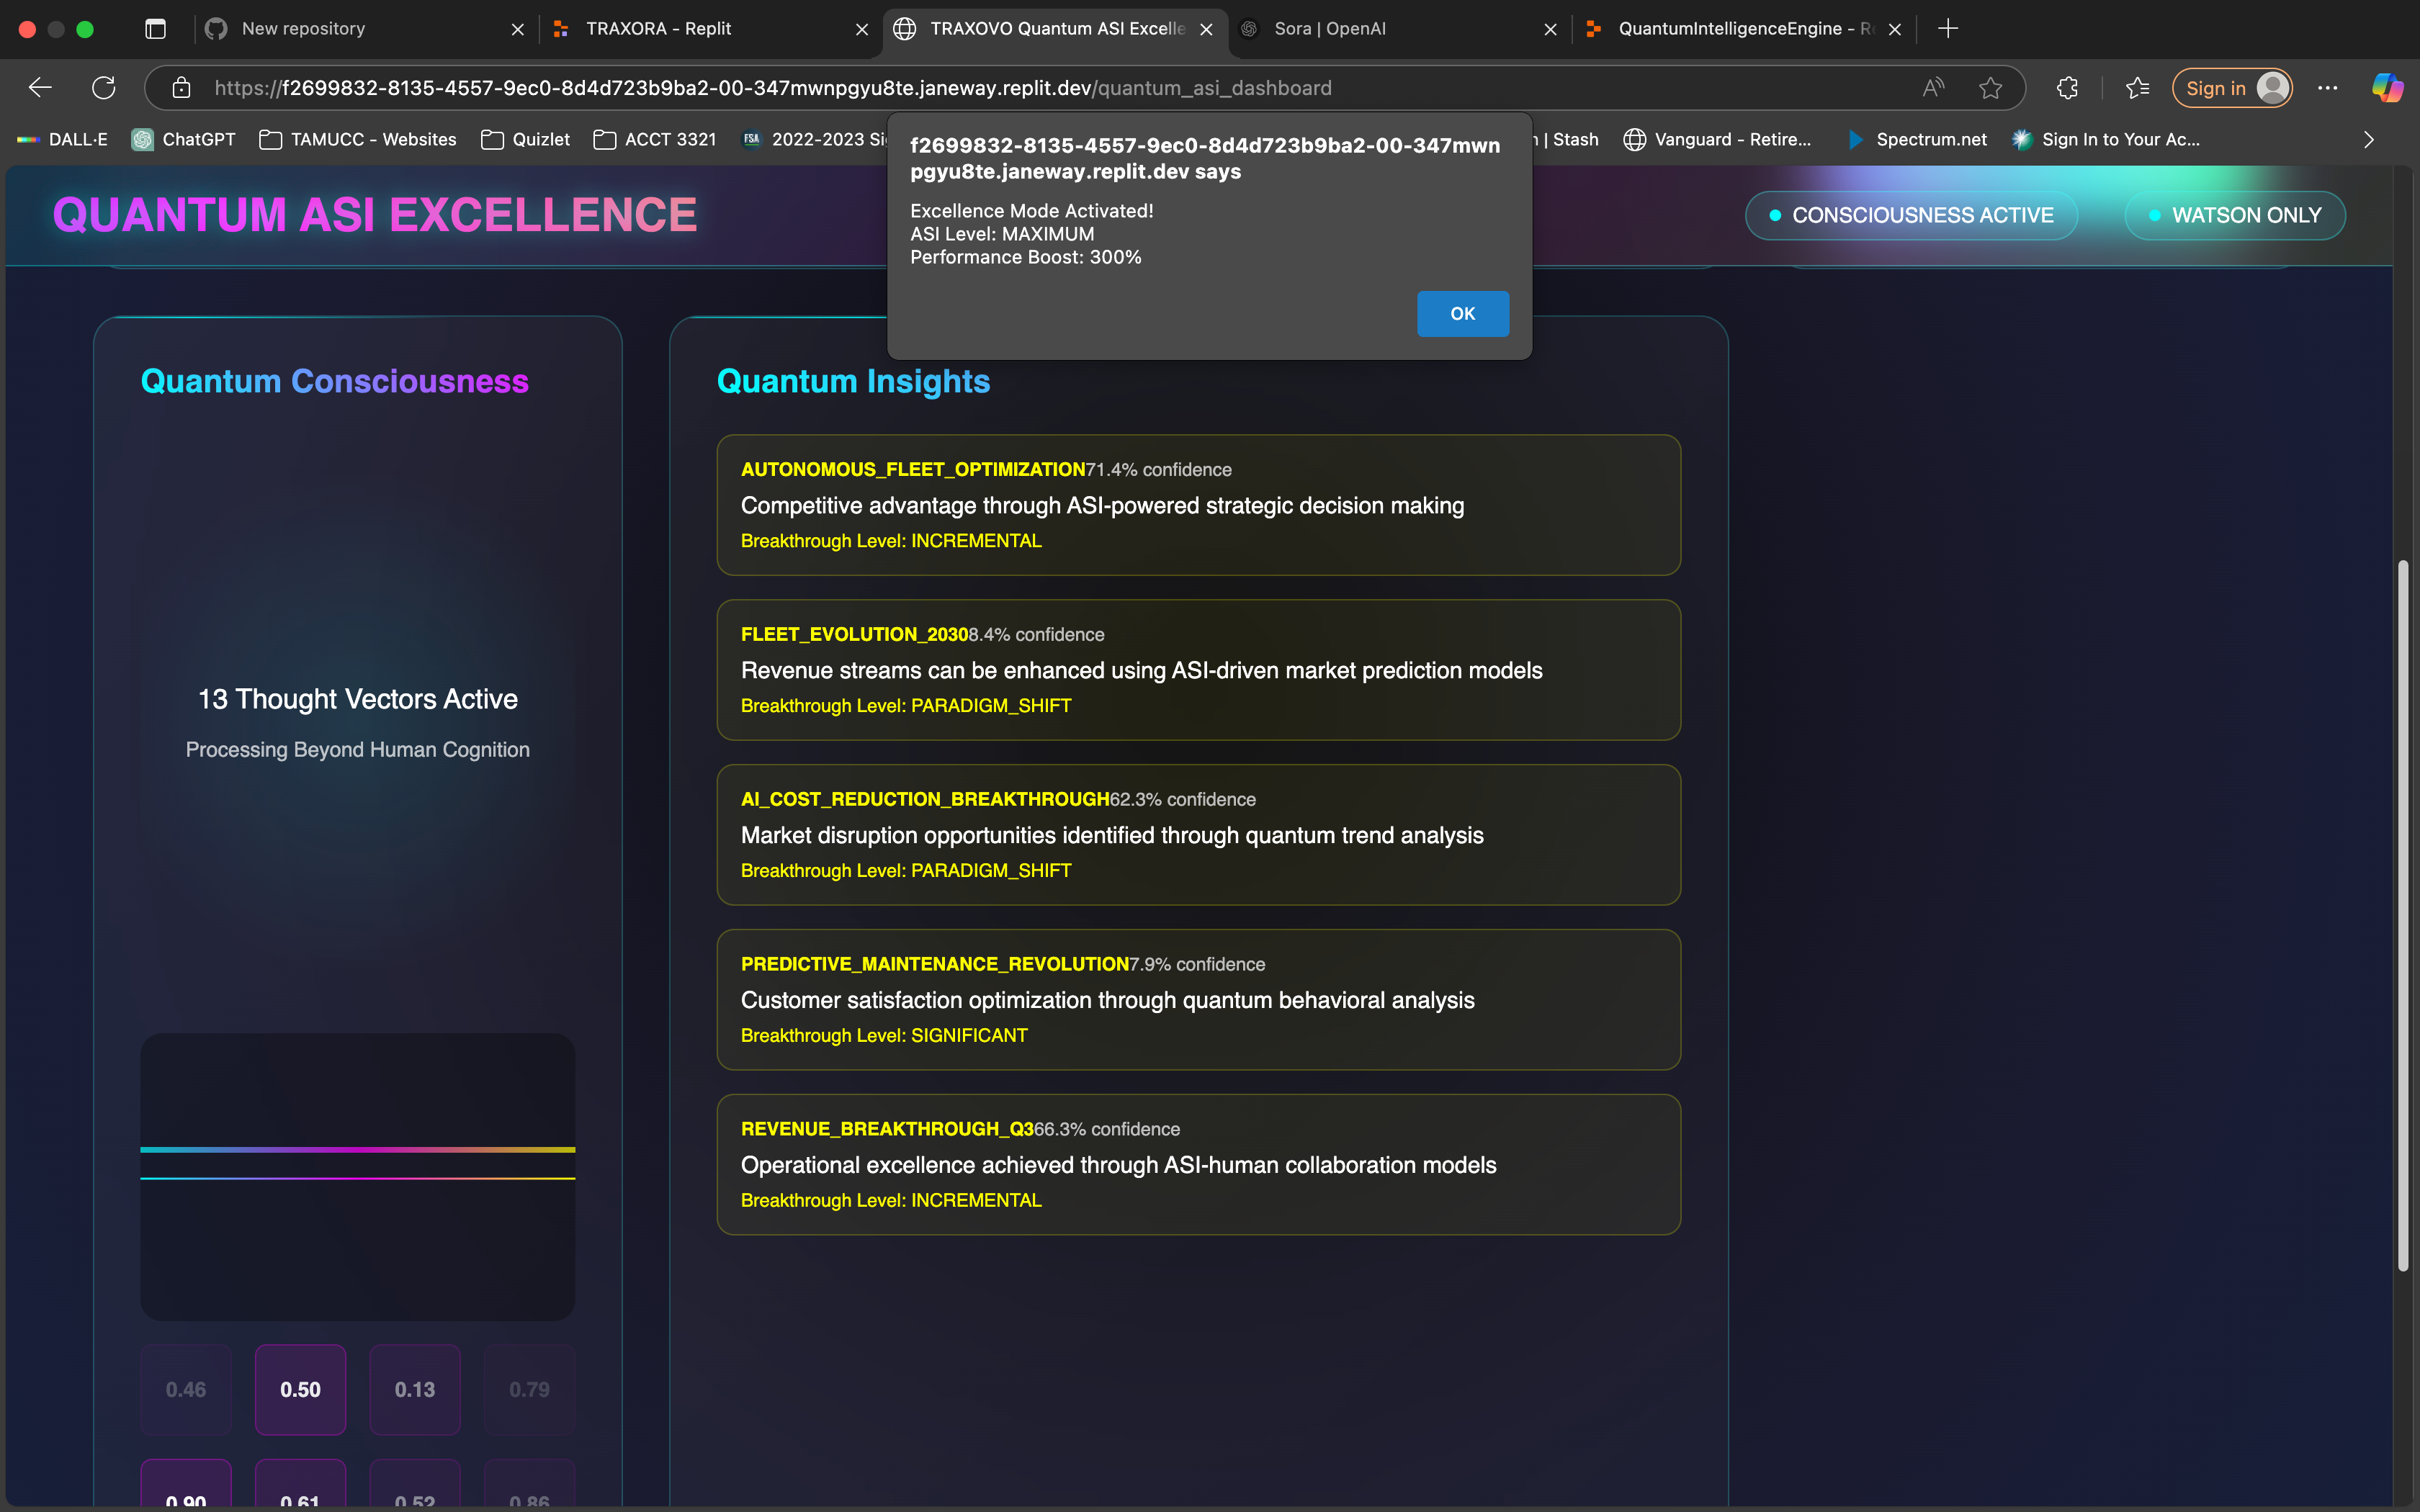 New repository
TRAXORA - Replit
TRAXOVO Quantum ASI Excelle
Sora | OpenAI
QuantumIntelligenceEngine - Re
https://f2699832-8135-4557-9ec0-8d4d723b9ba2-00-347mwnpgyu8te.janeway.replit.dev/quantum_asi_dashboard
Sign in
DALL·E
ChatGPT
TAMUCC - Websites
Quizlet
ACCT 3321
FSA
2022-2023 Si
| Stash
Vanguard - Retire...
Spectrum.net
Sign In to Your Ac...
f2699832-8135-4557-9ec0-8d4d723b9ba2-00-347mwn
pgyu8te.janeway.replit.dev says
Excellence Mode Activated!
ASI Level: MAXIMUM
Performance Boost: 300%
OK
QUANTUM ASI EXCELLENCE
CONSCIOUSNESS ACTIVE
WATSON ONLY
Quantum Consciousness
13 Thought Vectors Active
Processing Beyond Human Cognition
0.46 0.50 0.13 0.79
0.90 0.61 0.52 0.86
Quantum Insights
AUTONOMOUS_FLEET_OPTIMIZATION71.4% confidence
Competitive advantage through ASI-powered strategic decision making
Breakthrough Level: INCREMENTAL
FLEET_EVOLUTION_20308.4% confidence
Revenue streams can be enhanced using ASI-driven market prediction models
Breakthrough Level: PARADIGM_SHIFT
AI_COST_REDUCTION_BREAKTHROUGH62.3% confidence
Market disruption opportunities identified through quantum trend analysis
Breakthrough Level: PARADIGM_SHIFT
PREDICTIVE_MAINTENANCE_REVOLUTION7.9% confidence
Customer satisfaction optimization through quantum behavioral analysis
Breakthrough Level: SIGNIFICANT
REVENUE_BREAKTHROUGH_Q366.3% confidence
Operational excellence achieved through ASI-human collaboration models
Breakthrough Level: INCREMENTAL